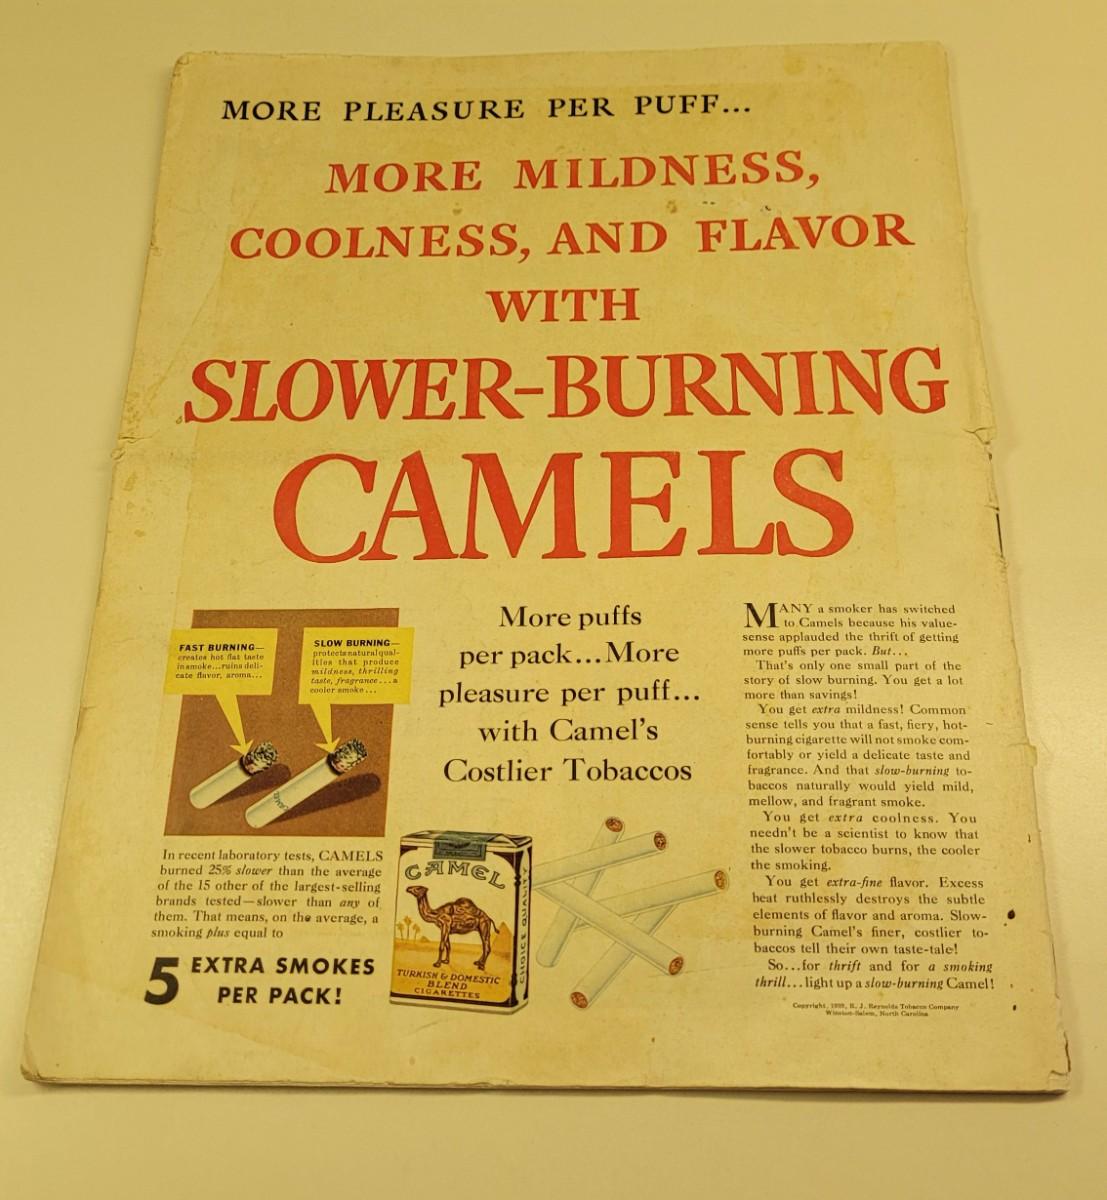 MORE PLEASURE PER PUFF...
MORE MILDNESS,
COOLNESS, AND FLAVOR
WITH
SLOWER-BURNING
CAMELS
FAST BURNING—
creates hot flat taste
in smoke...ruins deli-
cate flavor, aroma...
SLOW BURNING—
protects natural qual-
ities that produce
mildness, thrilling
taste, fragrance...a
cooler smoke...
CAMEL
In recent laboratory tests, CAMELS
burned 25% slower than the average
of the 15 other of the largest-selling
brands tested—slower than any of
them. That means, on the average, a
smoking plus equal to
5 EXTRA SMOKES
PER PACK!
More puffs
per pack...More
pleasure per puff...
with Camel's
Costlier Tobaccos
CAMEL
TURKISH & DOMESTIC
BLEND
CIGARETTES
CHOICE QUALITY
MANY a smoker has switched
to Camels because his value-
sense applauded the thrift of getting
more puffs per pack. But...
That's only one small part of the
story of slow burning. You get a lot
more than savings!
You get extra mildness! Common
sense tells you that a fast, fiery, hot-
burning cigarette will not smoke com-
fortably or yield a delicate taste and
fragrance. And that slow-burning to-
baccos naturally would yield mild,
mellow, and fragrant smoke.
You get extra coolness. You
needn't be a scientist to know that
the slower tobacco burns, the cooler
the smoking.
You get extra-fine flavor. Excess
heat ruthlessly destroys the subtle
elements of flavor and aroma. Slow-
burning Camel's finer, costlier to-
baccos tell their own taste-tale!
So...for thrift and for a smoking
thrill...light up a slow-burning Camel!
Copyright, 1939, R. J. Reynolds Tobacco Company
Winston-Salem, North Carolina